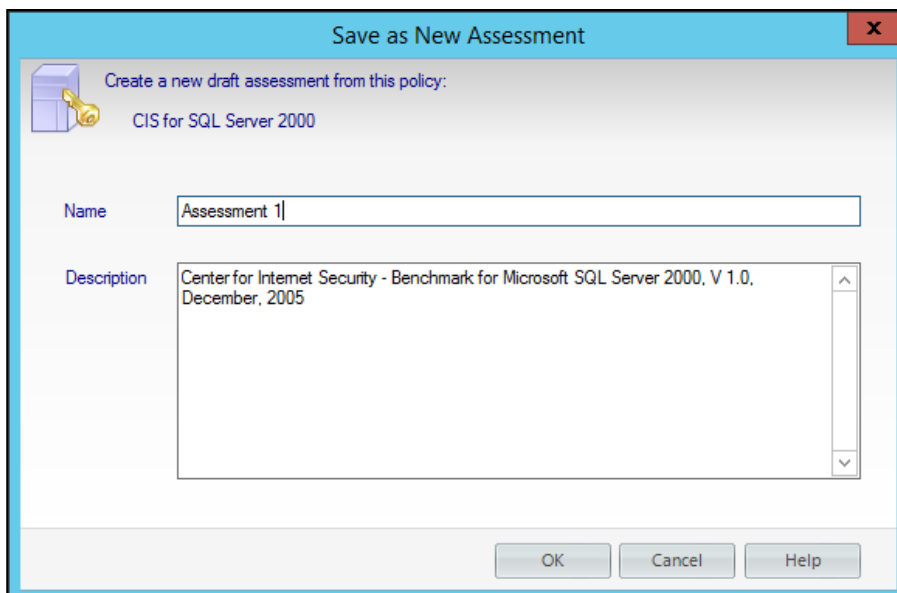 Save as New Assessment
x
Create a new draft assessment from this policy:
CIS for SQL Server 2000
Name
Assessment 1
Description
Center for Internet Security - Benchmark for Microsoft SQL Server 2000, V 1.0,
December, 2005
OK
Cancel
Help